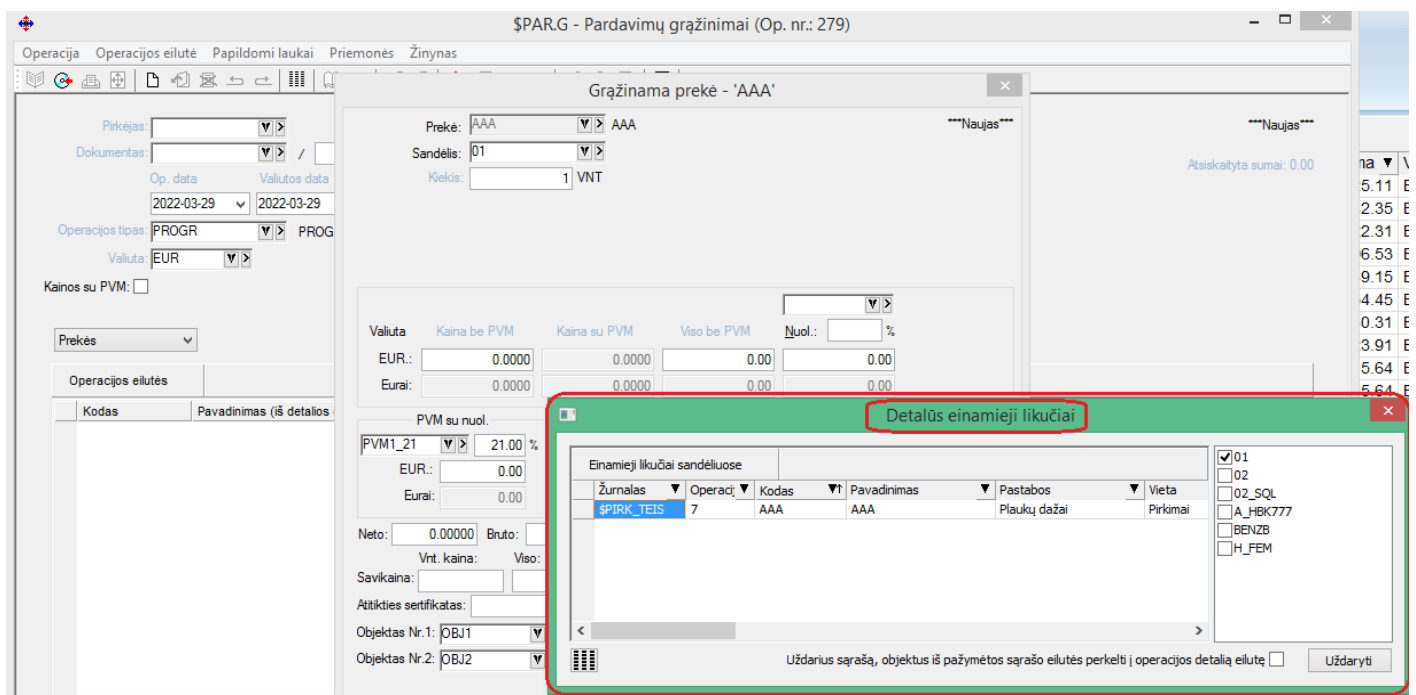 $PAR.G - Pardavimų grąžinimai (Op. nr.: 279)
Operacija Operacijos eilutė Papildomi laukai Priemonės Žinynas
Grąžinama prekė - 'AAA'
Pirkėjas:
Dokumentas: /
Op. data Valiutos data
2022-03-29 2022-03-29
Operacijos tipas: PROGR PROG
Valiuta: EUR
Kainos su PVM:
Prekės
Operacijos eilutės
Kodas Pavadinimas (iš detalios
Prekė: AAA AAA ***Naujas***
Sandėlis: 01
Kiekis: 1 VNT
***Naujas***
Atsiskaityta sumai: 0.00
Valiuta Kaina be PVM Kaina su PVM Viso be PVM Nuol.: %
EUR.: 0.0000 0.0000 0.00 0.00
Eurai: 0.0000 0.0000 0.00 0.00
PVM su nuol.
PVM1_21 21.00 %
EUR.: 0.00
Eurai: 0.00
Neto: 0.00000 Bruto:
Vnt. kaina: Viso:
Savikaina:
Atitikties sertifikatas:
Objektas Nr.1: OBJ1
Objektas Nr.2: OBJ2
Detalūs einamieji likučiai
Einamieji likučiai sandėliuose
Žurnalas Operacij Kodas Pavadinimas Pastabos Vieta
$PIRK_TEIS 7 AAA AAA Plaukų dažai Pirkimai
01
02
02_SQL
A_HBK777
BENZB
H_FEM
Uždarius sąrašą, objektus iš pažymėtos sąrašo eilutės perkelti į operacijos detalią eilutę
Uždaryti
na V
5.11 E
2.35 E
2.31 E
6.53 E
9.15 E
4.45 E
0.31 E
3.91 E
5.64 E